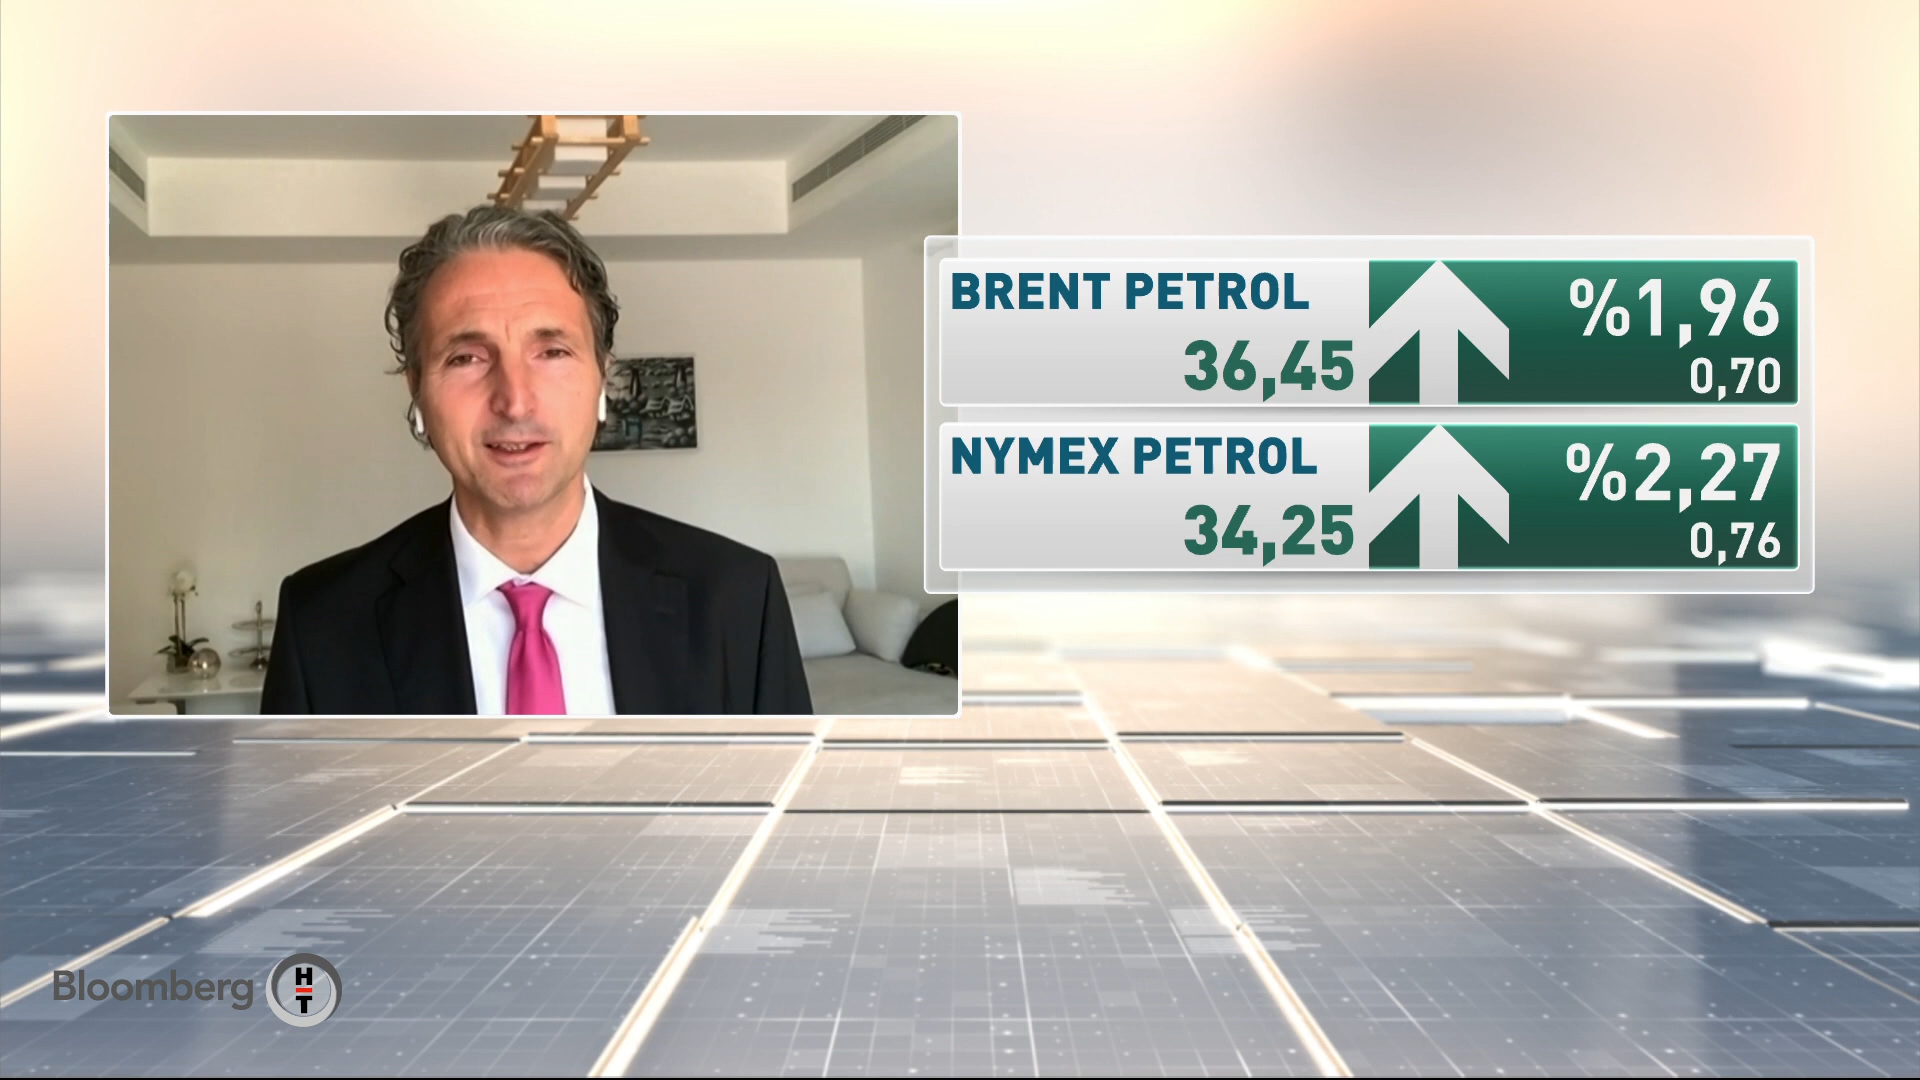 BRENT PETROL
36,45
%1,96
0,70
NYMEX PETROL
34,25
%2,27
0,76
Bloomberg HT